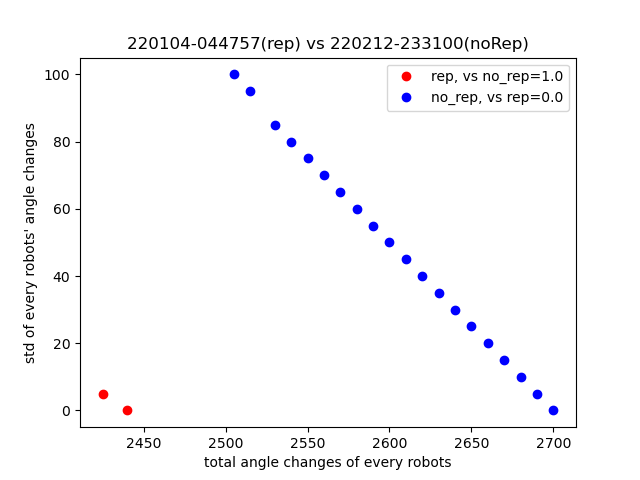 220104-044757(rep) vs 220212-233100(noRep)
rep, vs no_rep=1.0
no_rep, vs rep=0.0
std of every robots' angle changes
100
80
60
40
20
0
2450 2500 2550 2600 2650 2700
total angle changes of every robots